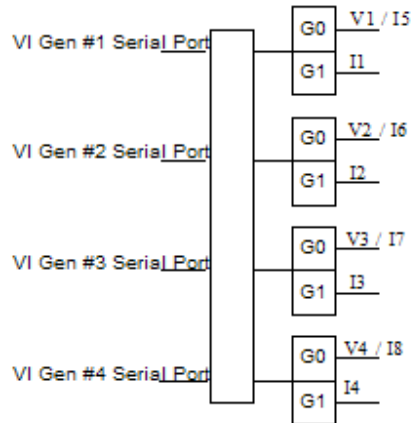 G0 V1 / I5
VI Gen #1 Serial Port
G1 I1
G0 V2 / I6
VI Gen #2 Serial Port
G1 I2
G0 V3 / I7
VI Gen #3 Serial Port
G1 I3
G0 V4 / I8
VI Gen #4 Serial Port
G1 I4